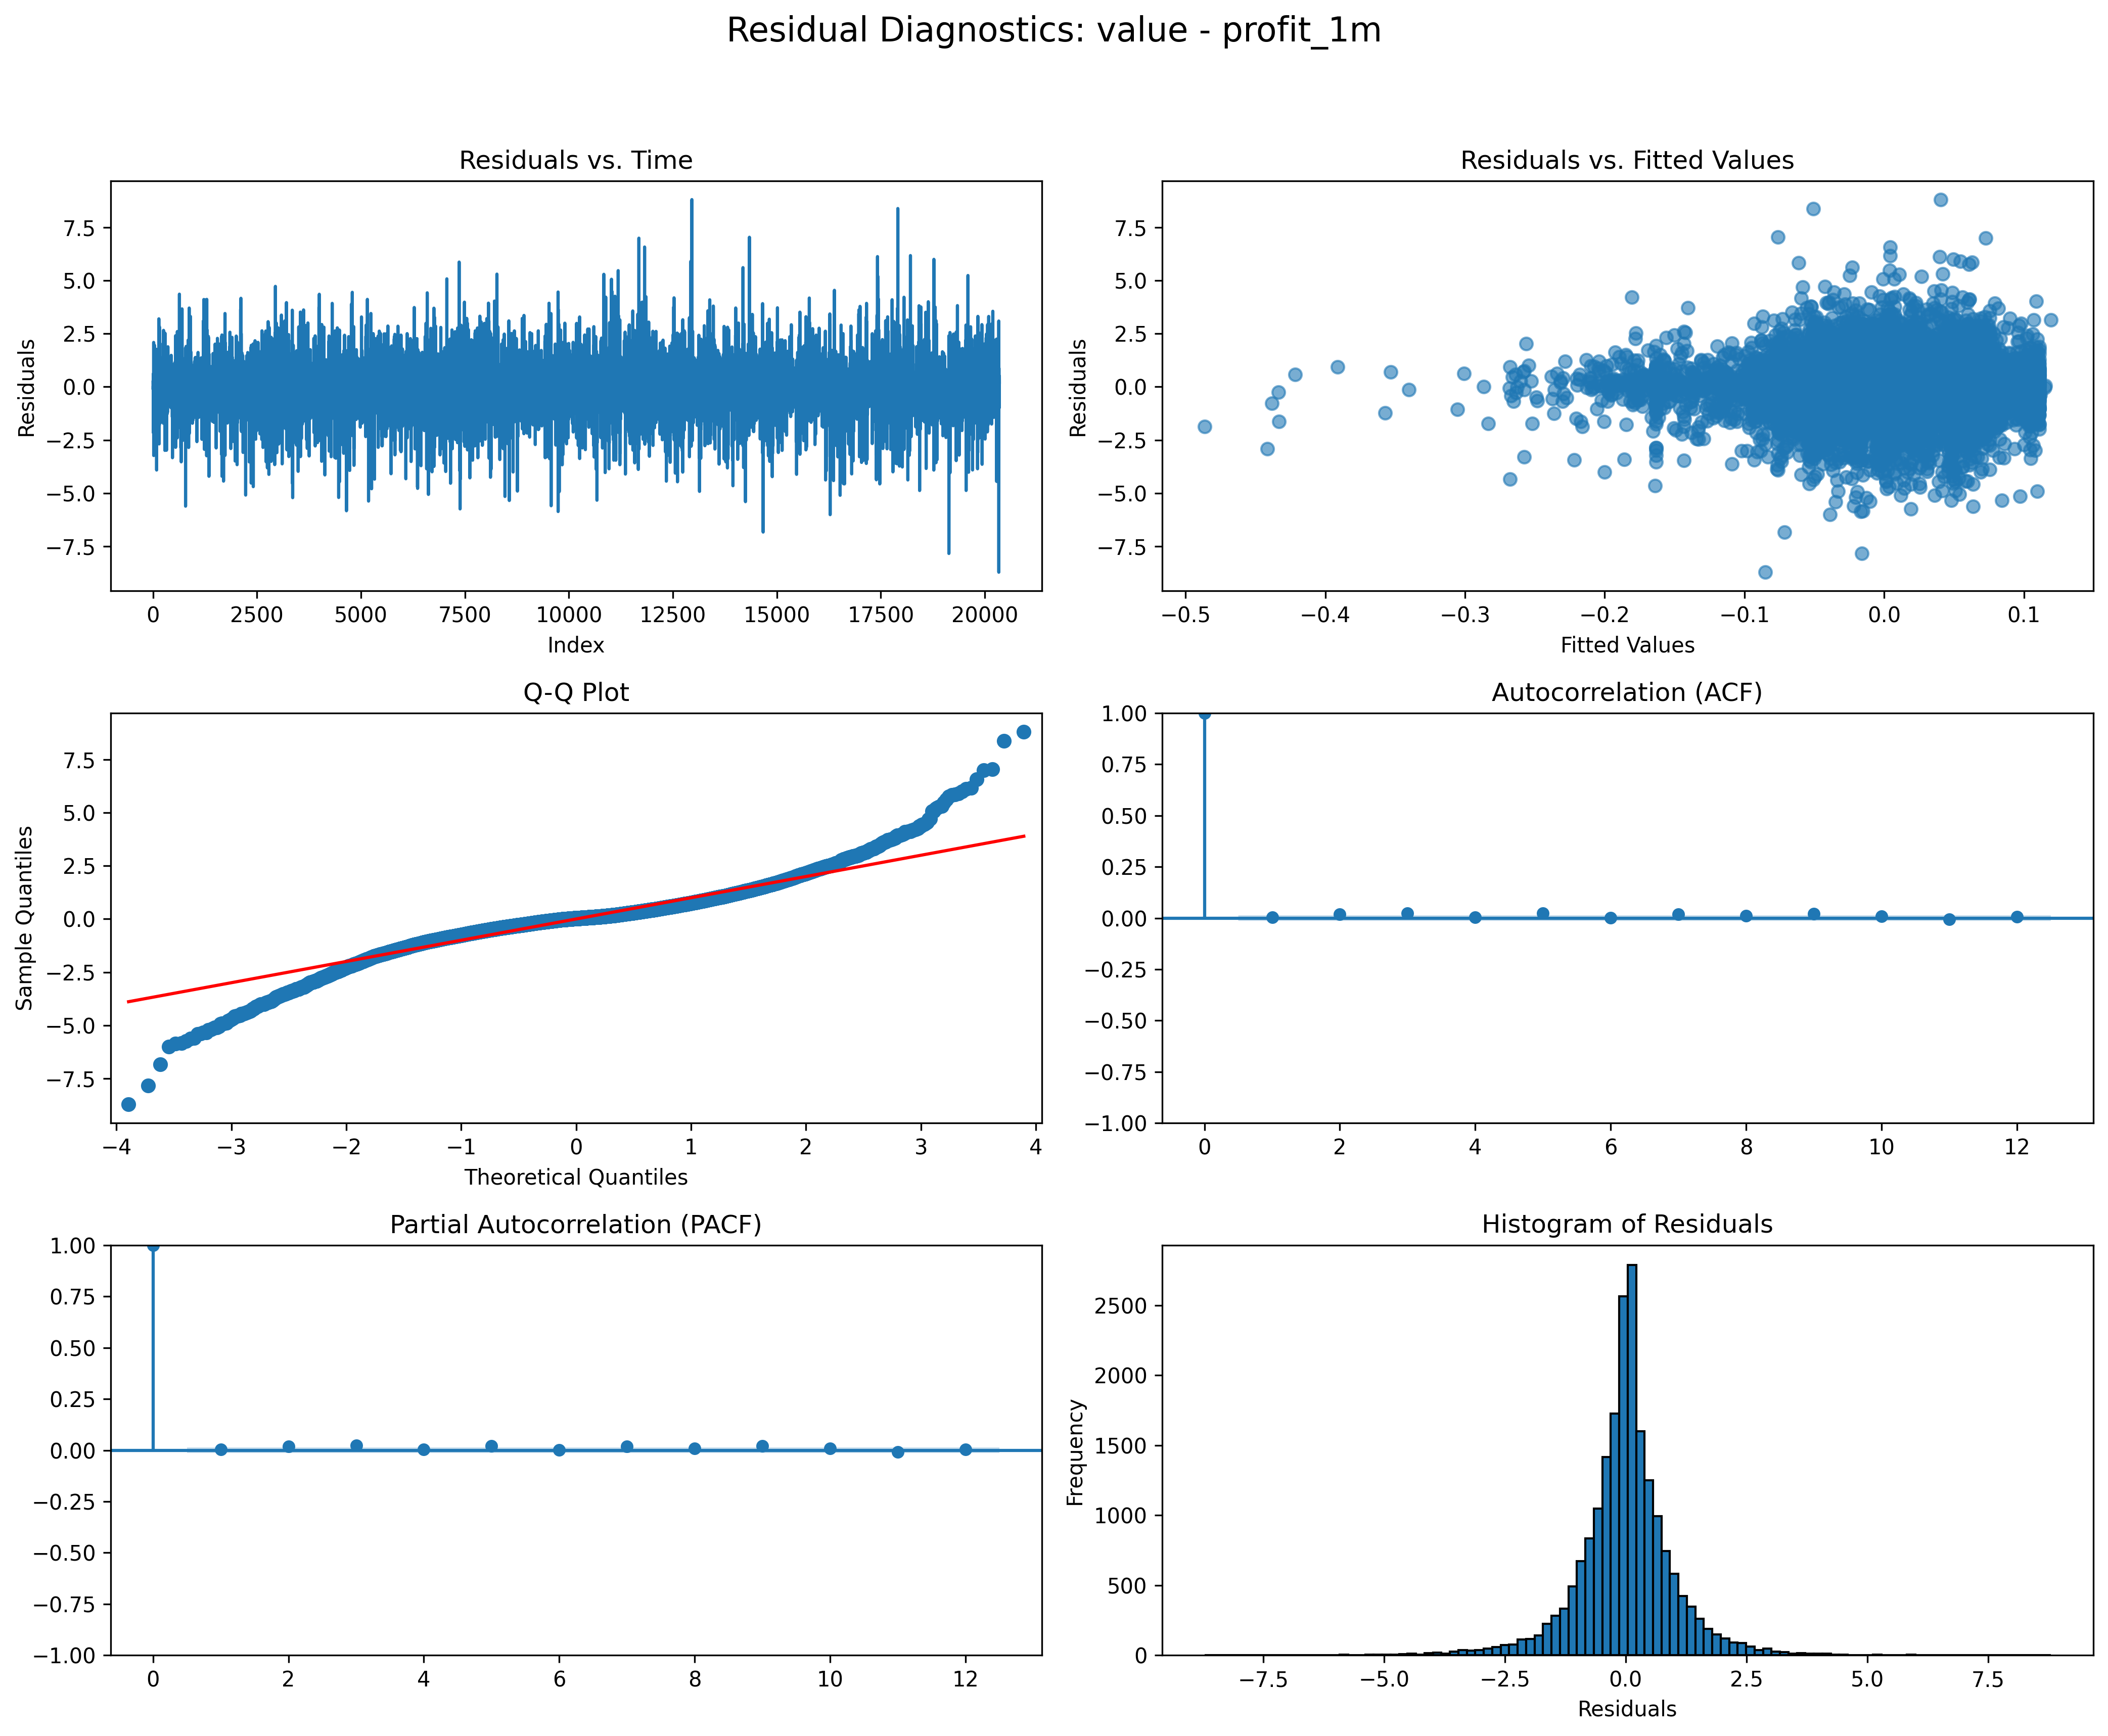 Residual Diagnostics: value - profit_1m
Residuals vs. Time
Residuals
7.5
5.0
2.5
0.0
−2.5
−5.0
−7.5
0 2500 5000 7500 10000 12500 15000 17500 20000
Index
Residuals vs. Fitted Values
Residuals
7.5
5.0
2.5
0.0
−2.5
−5.0
−7.5
−0.5 −0.4 −0.3 −0.2 −0.1 0.0 0.1
Fitted Values
Q-Q Plot
Sample Quantiles
7.5
5.0
2.5
0.0
−2.5
−5.0
−7.5
−4 −3 −2 −1 0 1 2 3 4
Theoretical Quantiles
Autocorrelation (ACF)
1.00
0.75
0.50
0.25
0.00
−0.25
−0.50
−0.75
−1.00
0 2 4 6 8 10 12
Partial Autocorrelation (PACF)
1.00
0.75
0.50
0.25
0.00
−0.25
−0.50
−0.75
−1.00
0 2 4 6 8 10 12
Histogram of Residuals
Frequency
2500
2000
1500
1000
500
0
−7.5 −5.0 −2.5 0.0 2.5 5.0 7.5
Residuals